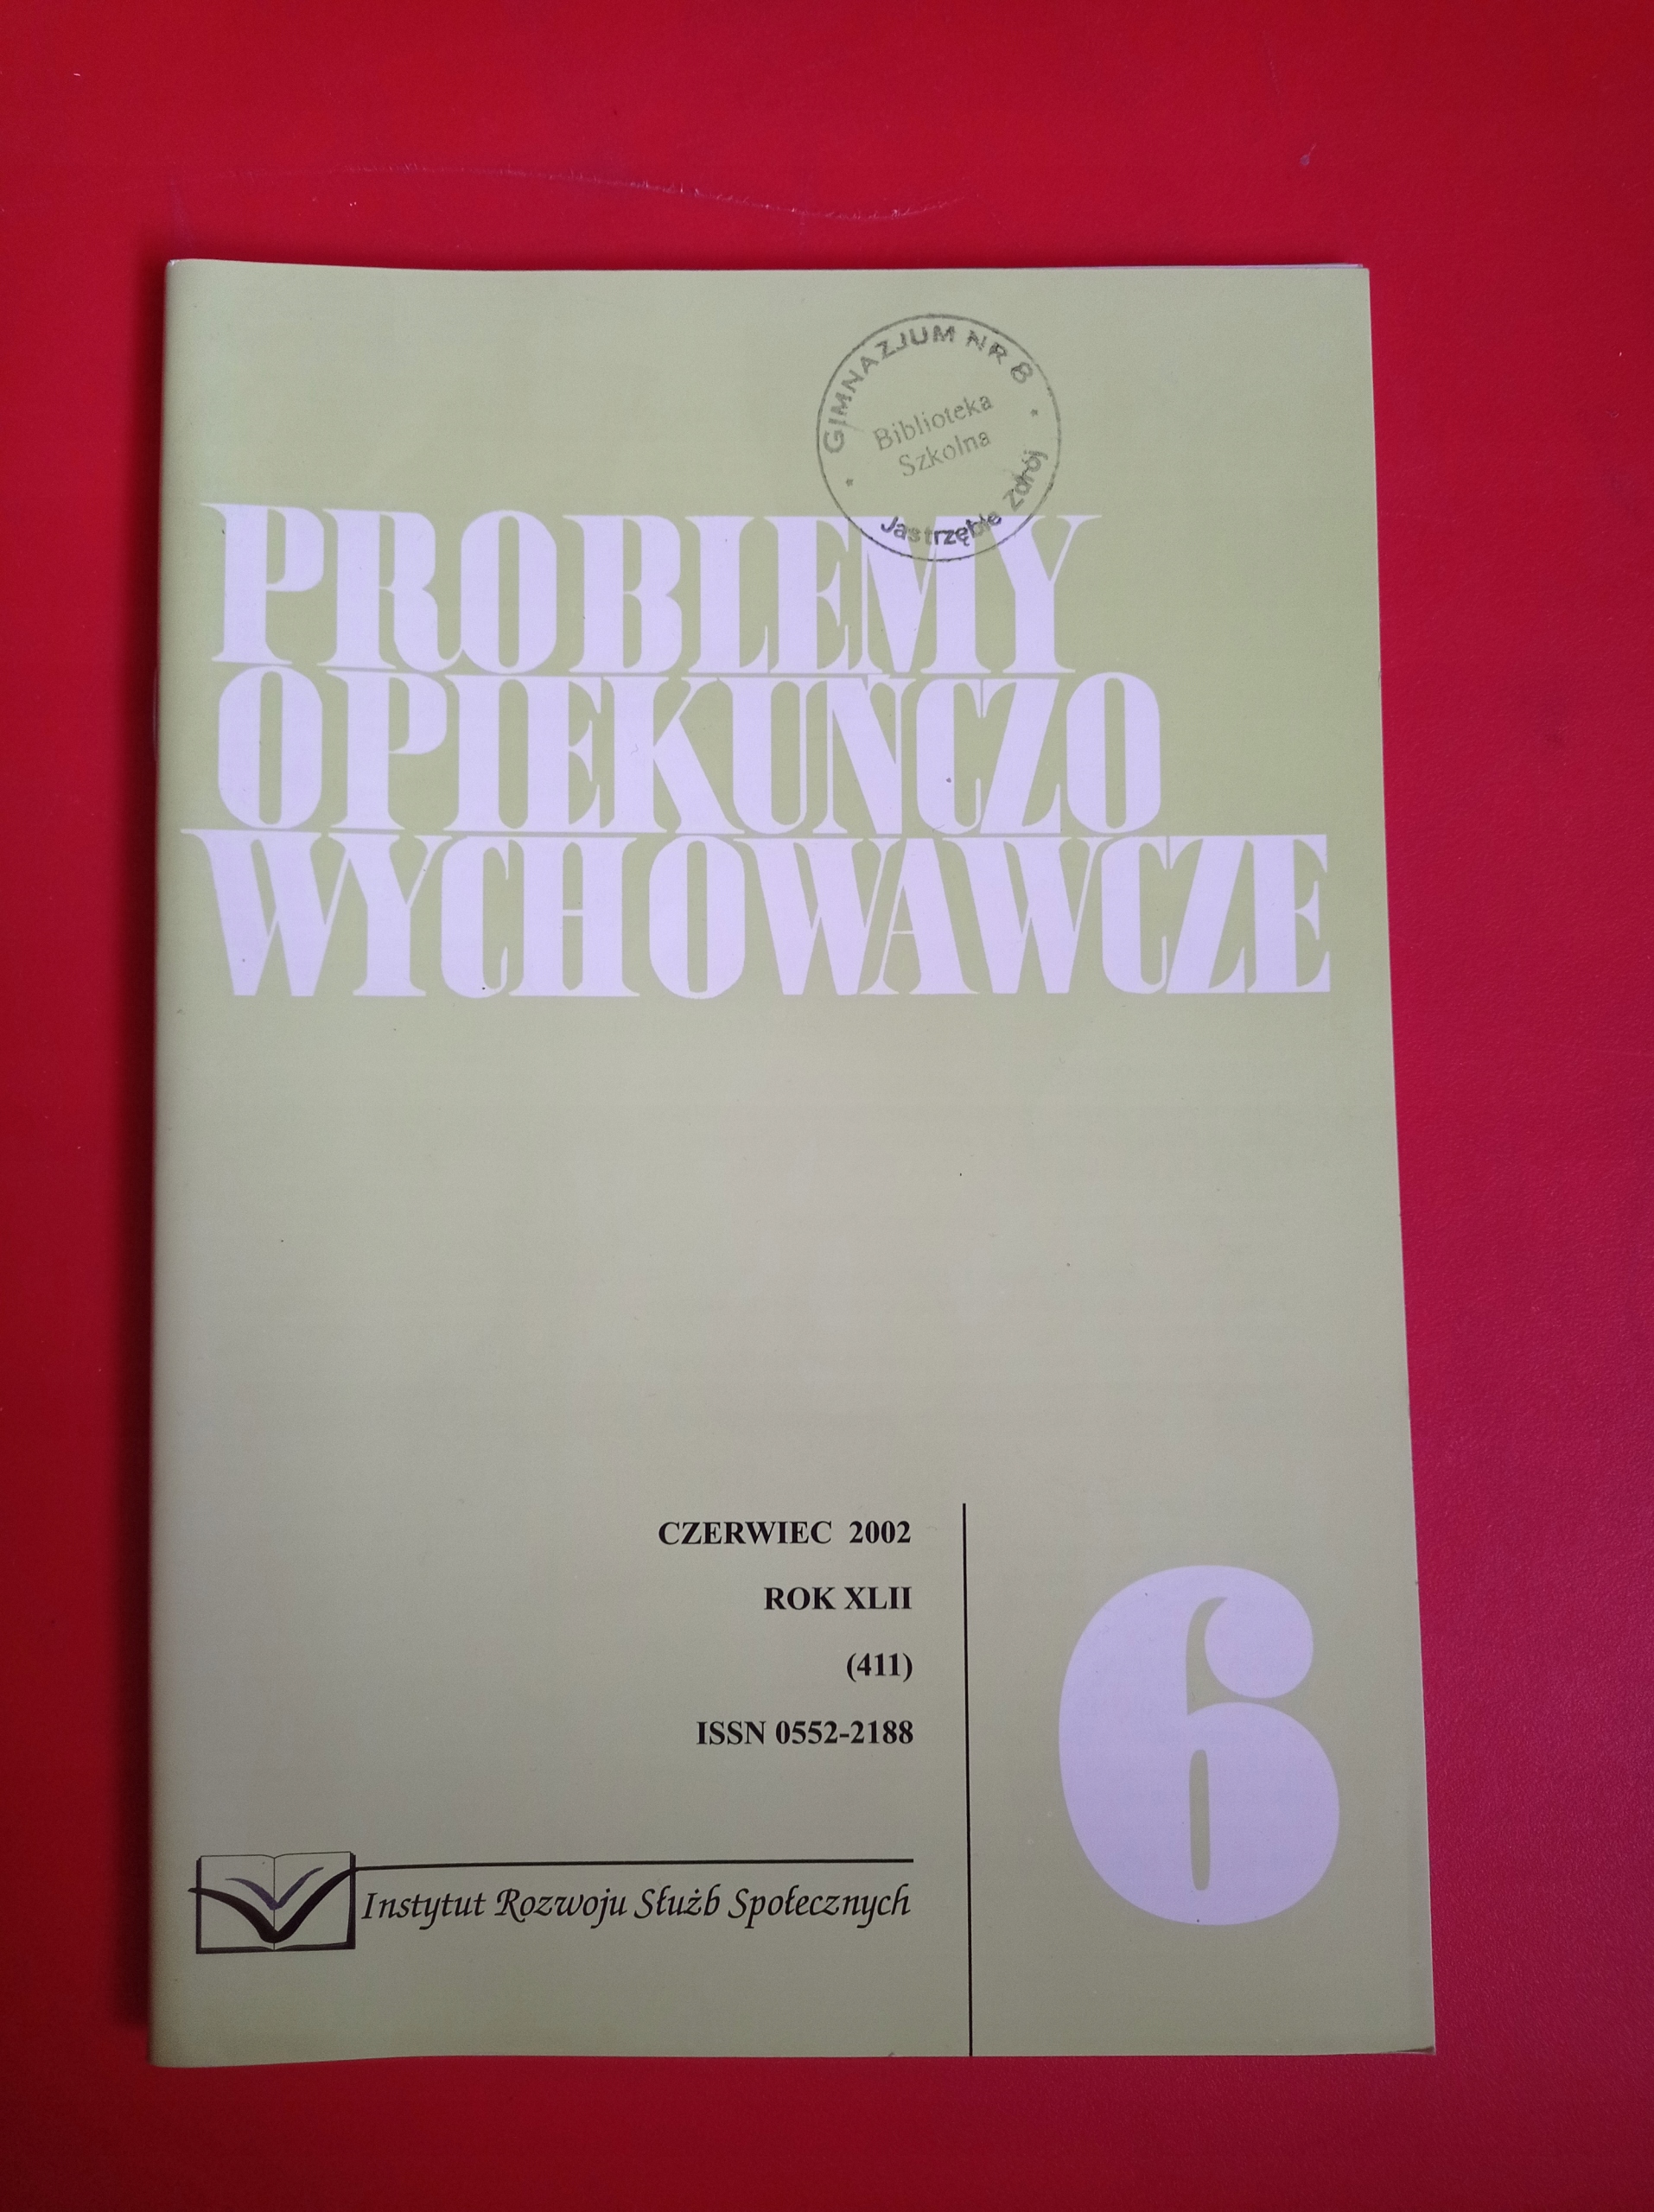 GIMNAZJUM NR 8
Biblioteka
Szkolna
Jastrzębie Zdrój
PROBLEMY
OPIEKUŃCZO
WYCHOWAWCZE
CZERWIEC 2002
ROK XLII
(411)
ISSN 0552-2188
6
Instytut Rozwoju Służb Społecznych